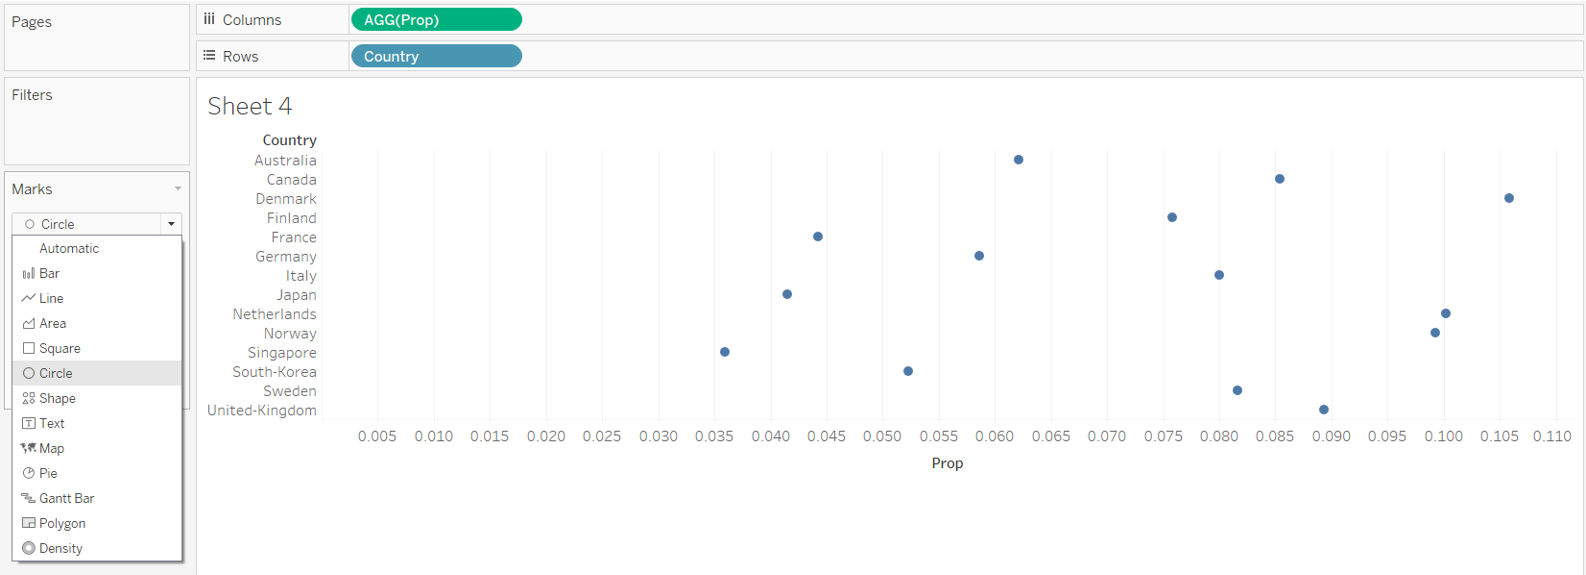 Pages
Columns
AGG(Prop)
Rows
Country
Filters
Sheet 4
Marks
Circle
Automatic
Bar
Line
Area
Square
Circle
Shape
Text
Map
Pie
Gantt Bar
Polygon
Density
Country
Australia
Canada
Denmark
Finland
France
Germany
Italy
Japan
Netherlands
Norway
Singapore
South-Korea
Sweden
United-Kingdom
0.005 0.010 0.015 0.020 0.025 0.030 0.035 0.040 0.045 0.050 0.055 0.060 0.065 0.070 0.075 0.080 0.085 0.090 0.095 0.100 0.105 0.110
Prop